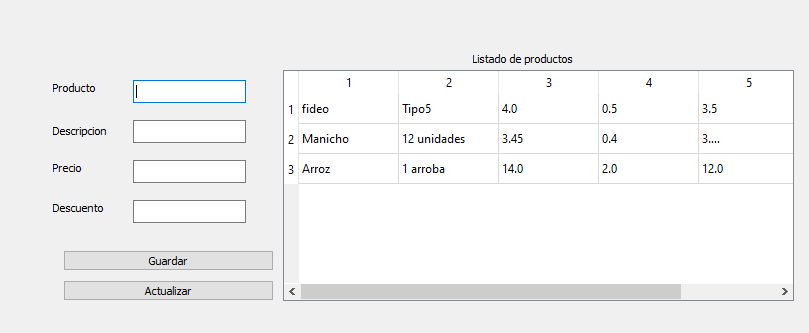 Listado de productos
Producto
Descripcion
Precio
Descuento
Guardar
Actualizar
1 2 3 4 5
1 fideo Tipo5 4.0 0.5 3.5
2 Manicho 12 unidades 3.45 0.4 3....
3 Arroz 1 arroba 14.0 2.0 12.0